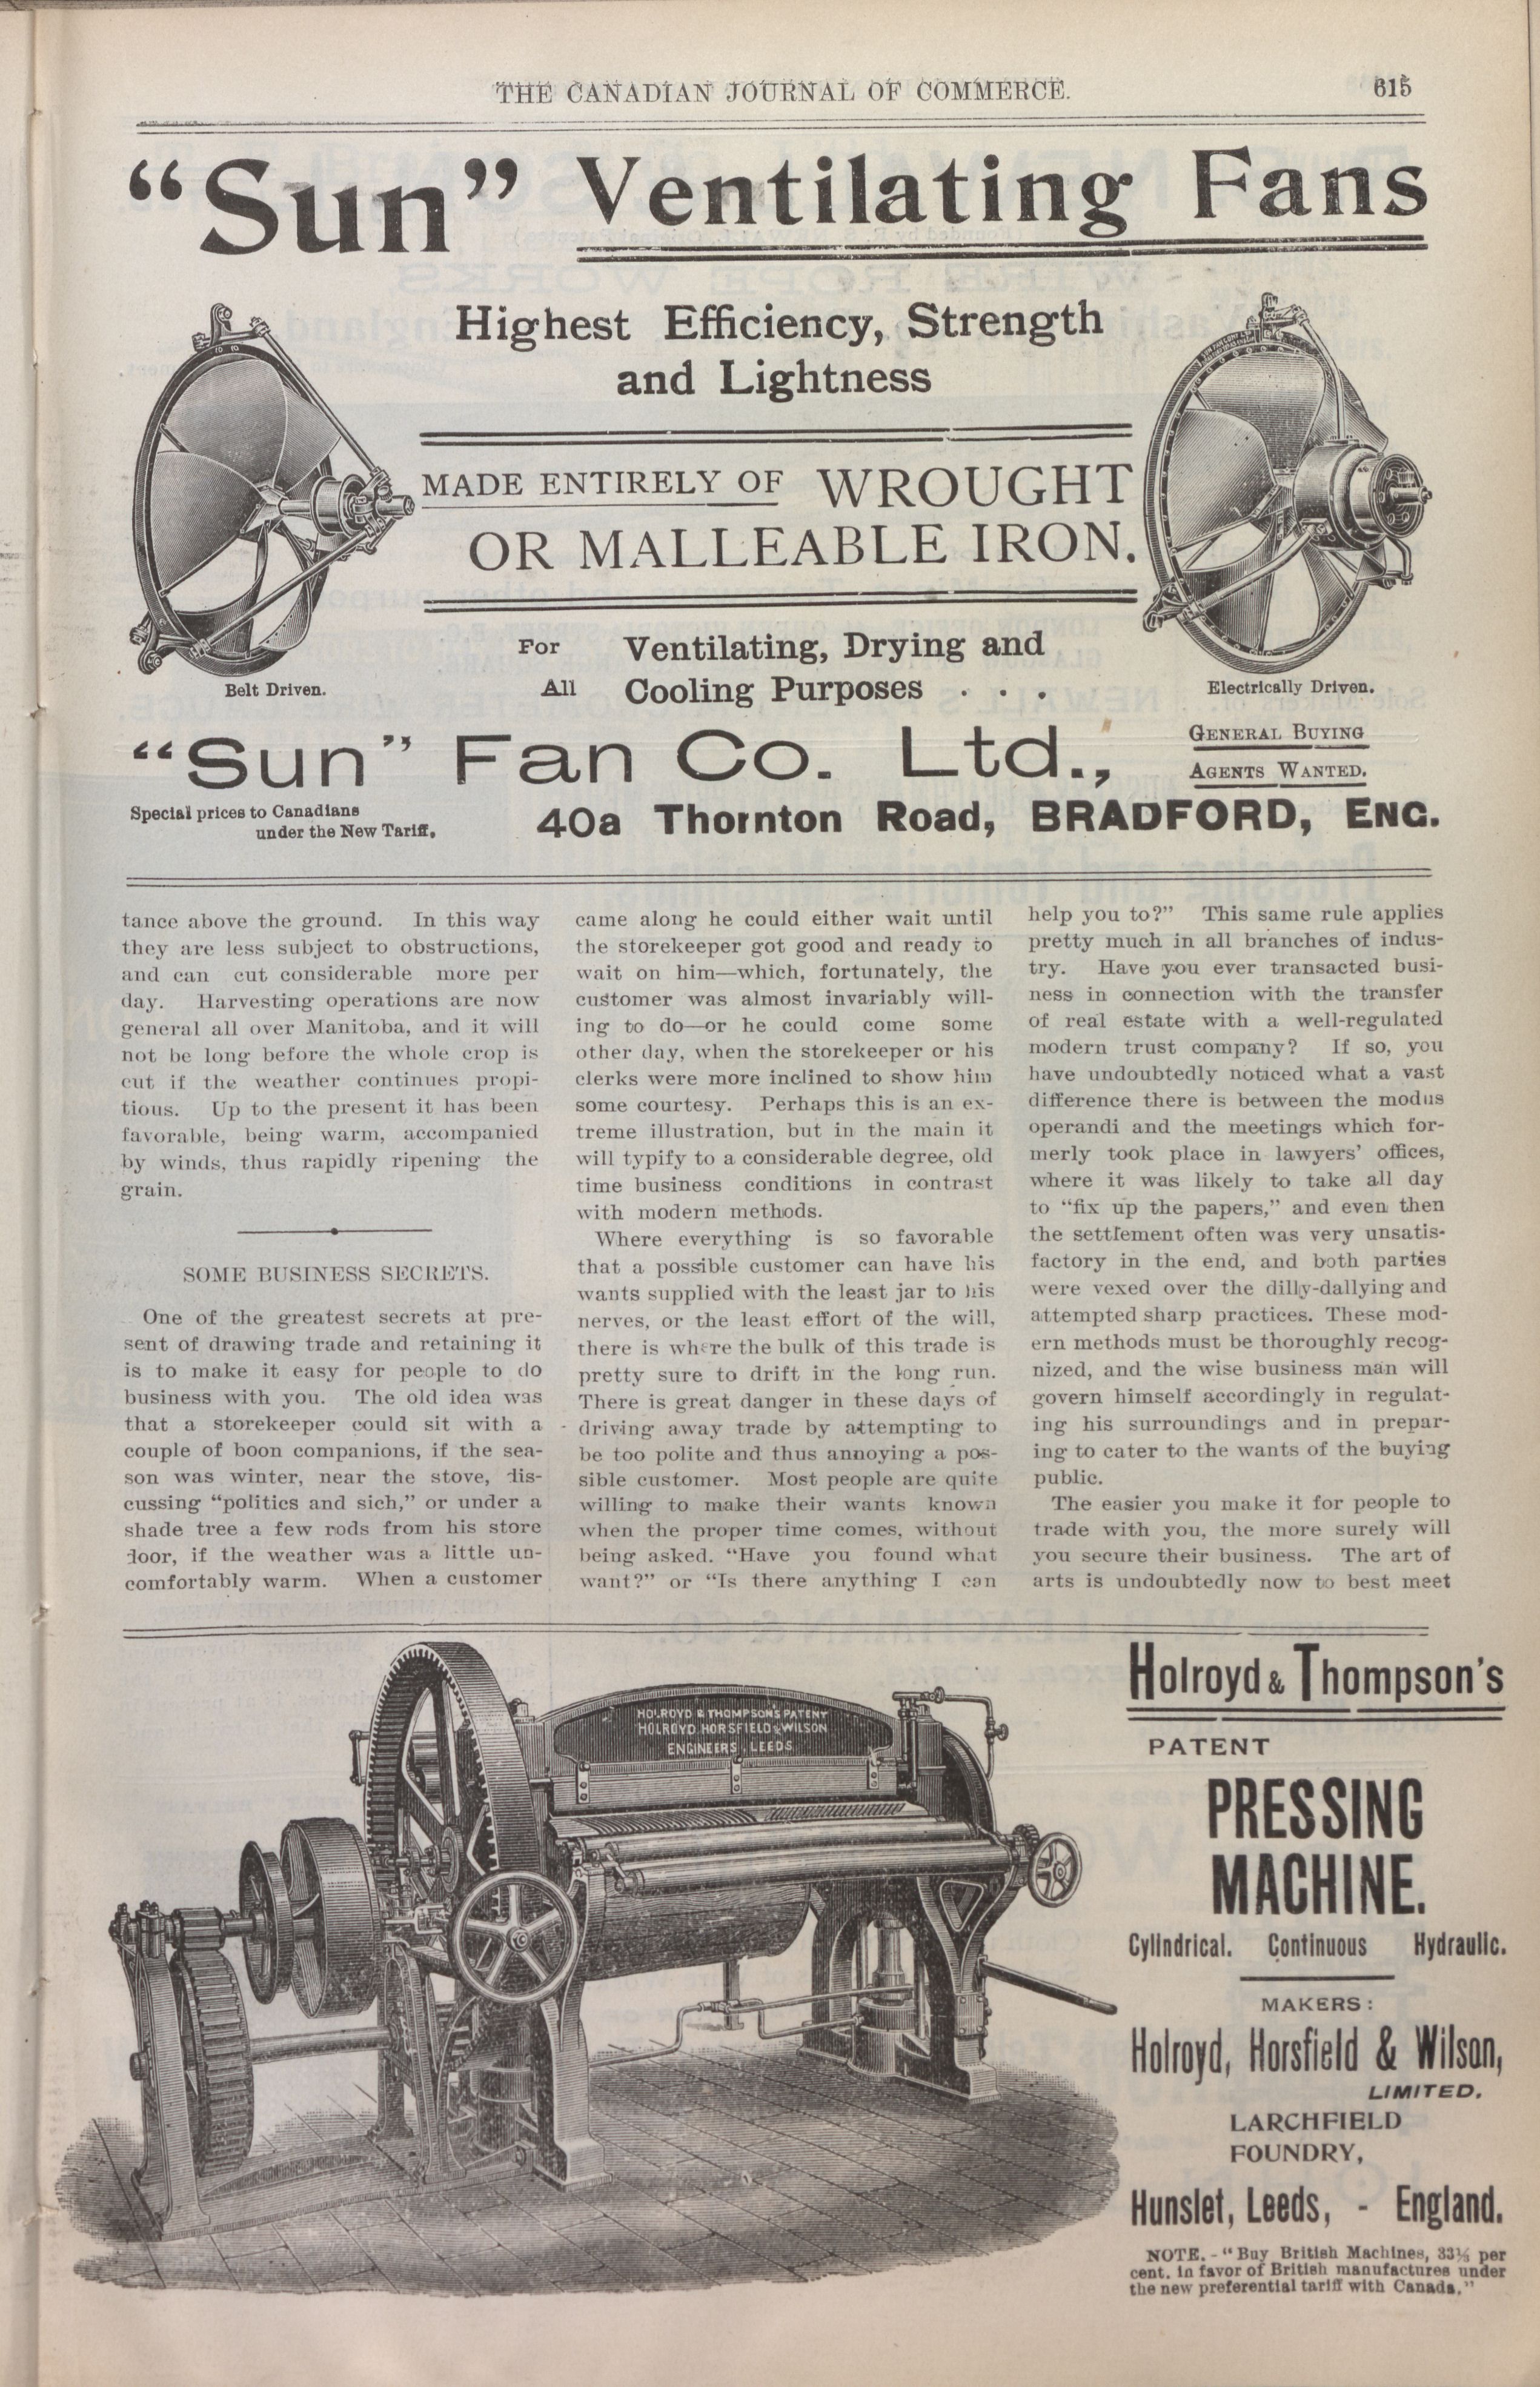 THE CANADIAN JOURNAL OF COMMERCE.
615
“Sun” Ventilating Fans
Highest Efficiency, Strength
and Lightness
MADE ENTIRELY OF WROUGHT
OR MALLEABLE IRON.
For All Ventilating, Drying and
Cooling Purposes . . .
Belt Driven.
Electrically Driven.
“Sun” Fan Co. Ltd.,
GENERAL BUYING
AGENTS WANTED.
Special prices to Canadians
under the New Tariff,
40a Thornton Road, BRADFORD, ENG.
tance above the ground. In this way
they are less subject to obstructions,
and can cut considerable more per
day. Harvesting operations are now
general all over Manitoba, and it will
not be long before the whole crop is
cut if the weather continues propi-
tious. Up to the present it has been
favorable, being warm, accompanied
by winds, thus rapidly ripening the
grain.
SOME BUSINESS SECRETS.
One of the greatest secrets at pre-
sent of drawing trade and retaining it
is to make it easy for people to do
business with you. The old idea was
that a storekeeper could sit with a
couple of boon companions, if the sea-
son was winter, near the stove, dis-
cussing “politics and sich,” or under a
shade tree a few rods from his store
door, if the weather was a little un-
comfortably warm. When a customer
came along he could either wait until
the storekeeper got good and ready to
wait on him—which, fortunately, the
customer was almost invariably will-
ing to do—or he could come some
other day, when the storekeeper or his
clerks were more inclined to show him
some courtesy. Perhaps this is an ex-
treme illustration, but in the main it
will typify to a considerable degree, old
time business conditions in contrast
with modern methods.
Where everything is so favorable
that a possible customer can have his
wants supplied with the least jar to his
nerves, or the least effort of the will,
there is where the bulk of this trade is
pretty sure to drift in the long run.
There is great danger in these days of
driving away trade by attempting to
be too polite and thus annoying a pos-
sible customer. Most people are quite
willing to make their wants known
when the proper time comes, without
being asked. “Have you found what
want?” or “Is there anything I can
help you to?” This same rule applies
pretty much in all branches of indus-
try. Have you ever transacted busi-
ness in connection with the transfer
of real estate with a well-regulated
modern trust company? If so, you
have undoubtedly noticed what a vast
difference there is between the modus
operandi and the meetings which for-
merly took place in lawyers’ offices,
where it was likely to take all day
to “fix up the papers,” and even then
the settlement often was very unsatis-
factory in the end, and both parties
were vexed over the dilly-dallying and
attempted sharp practices. These mod-
ern methods must be thoroughly recog-
nized, and the wise business man will
govern himself accordingly in regulat-
ing his surroundings and in prepar-
ing to cater to the wants of the buying
public.
The easier you make it for people to
trade with you, the more surely will
you secure their business. The art of
arts is undoubtedly now to best meet
HOLROYD & THOMPSON'S PATENT
HOLROYD. HORSFIELD & WILSON
ENGINEERS. LEEDS
Holroyd & Thompson's
PATENT
PRESSING
MACHINE.
Cylindrical. Continuous Hydraulic.
MAKERS:
Holroyd, Horsfield & Wilson,
LIMITED.
LARCHFIELD
FOUNDRY,
Hunslet, Leeds, - England.
NOTE.-“Buy British Machines, 33⅓ per
cent. in favor of British manufactures under
the new preferential tariff with Canada.”